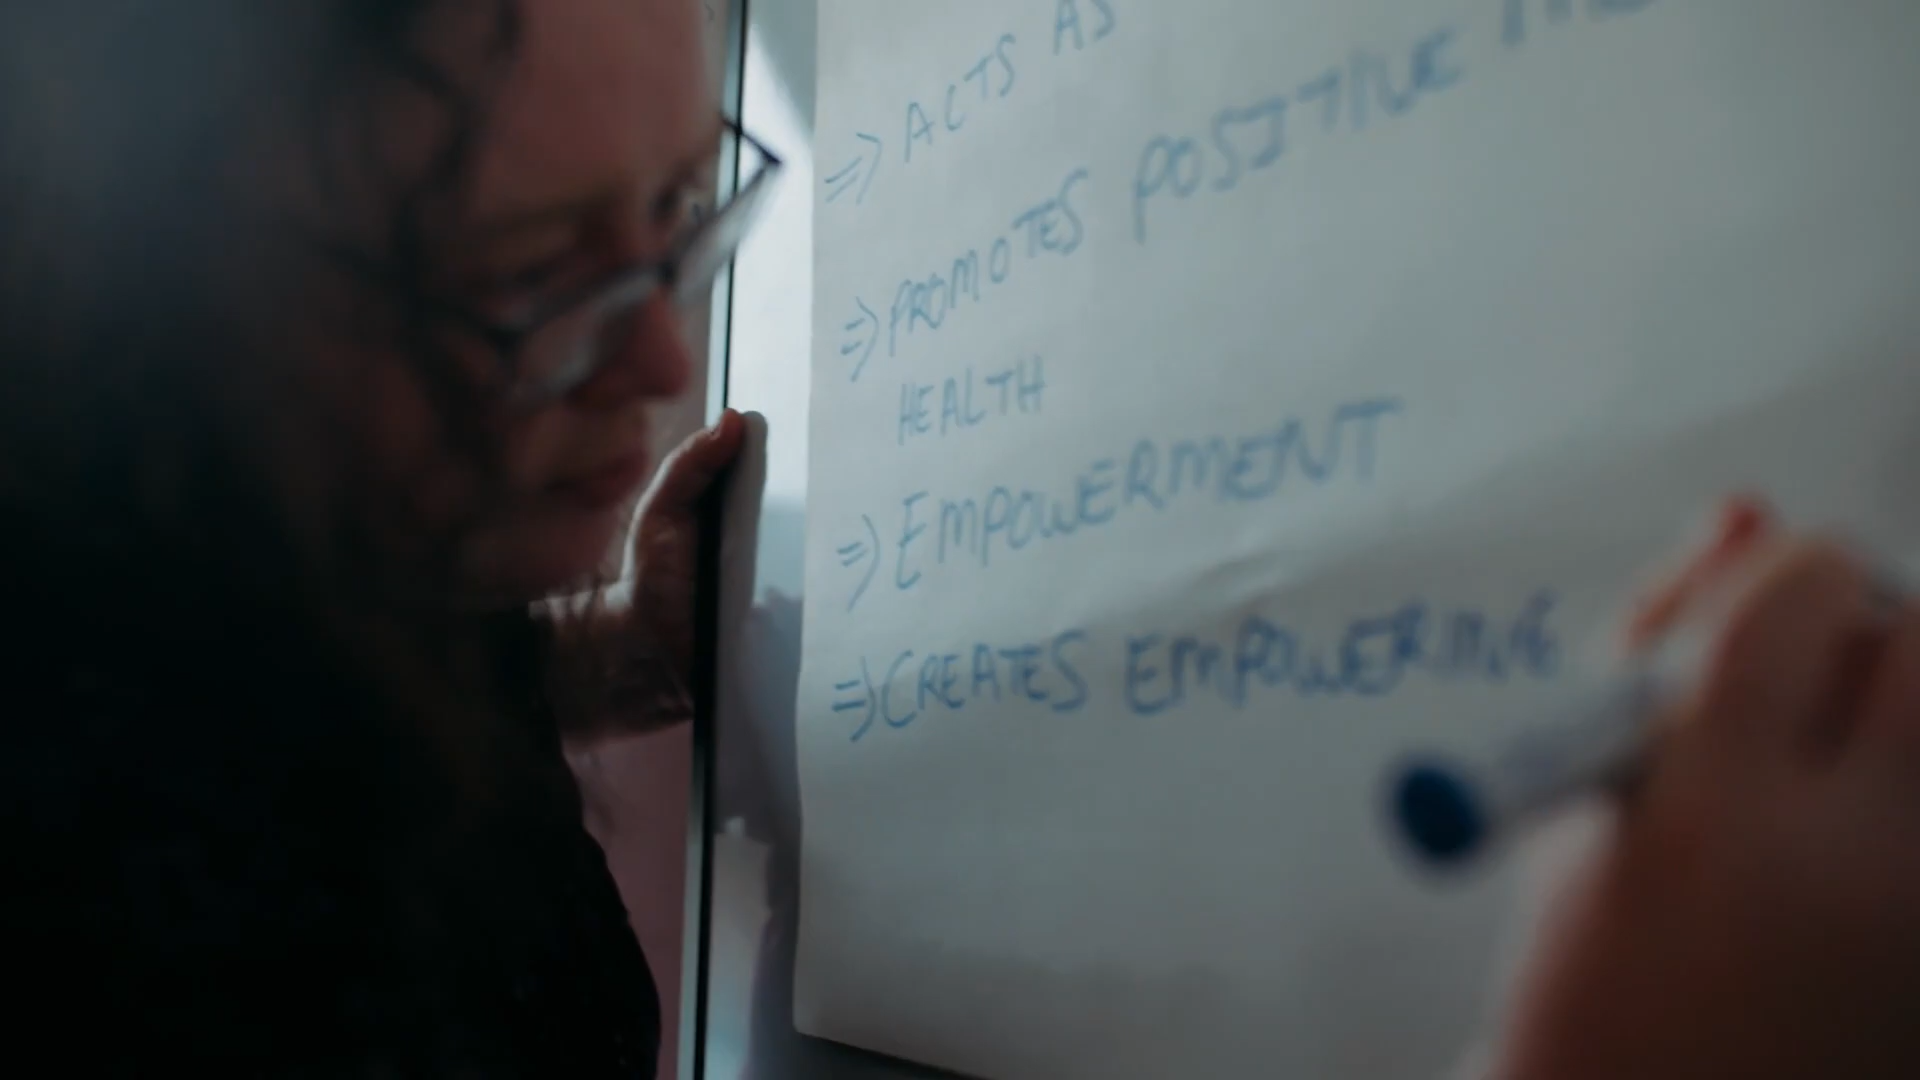 ⇒ ACTS AS
⇒ PROMOTES POSITIVE
HEALTH
⇒ EMPOWERMENT
⇒ CREATES EMPOWERING